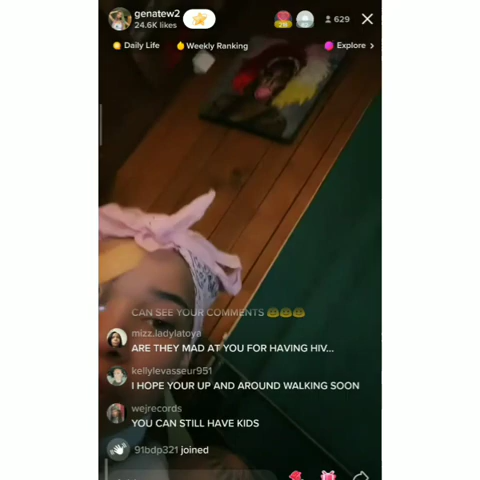 genatew2
24.6K likes
629
Daily Life
Weekly Ranking
Explore >
CAN SEE YOUR COMMENTS
mizz.ladylatoya
ARE THEY MAD AT YOU FOR HAVING HIV...
kellylevasseur951
I HOPE YOUR UP AND AROUND WALKING SOON
wejrecords
YOU CAN STILL HAVE KIDS
91bdp321 joined